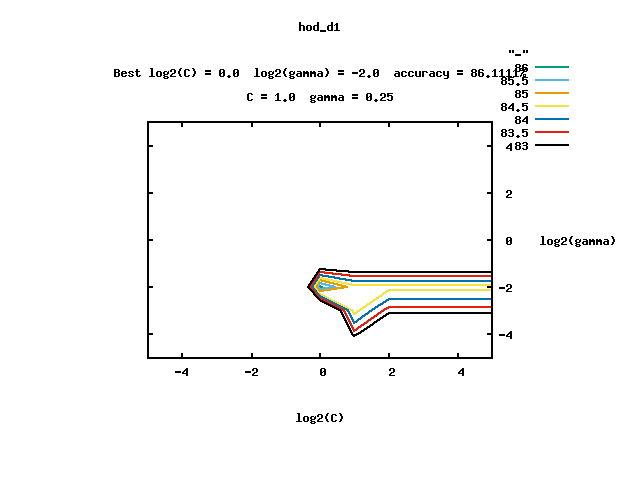 hod_d1
"-"
Best log2(C) = 0.0 log2(gamma) = -2.0 accuracy = 86.1111%
86
85.5
85
84.5
84
83.5
83
C = 1.0 gamma = 0.25
4
2
0
-2
-4
log2(gamma)
-4 -2 0 2 4
log2(C)